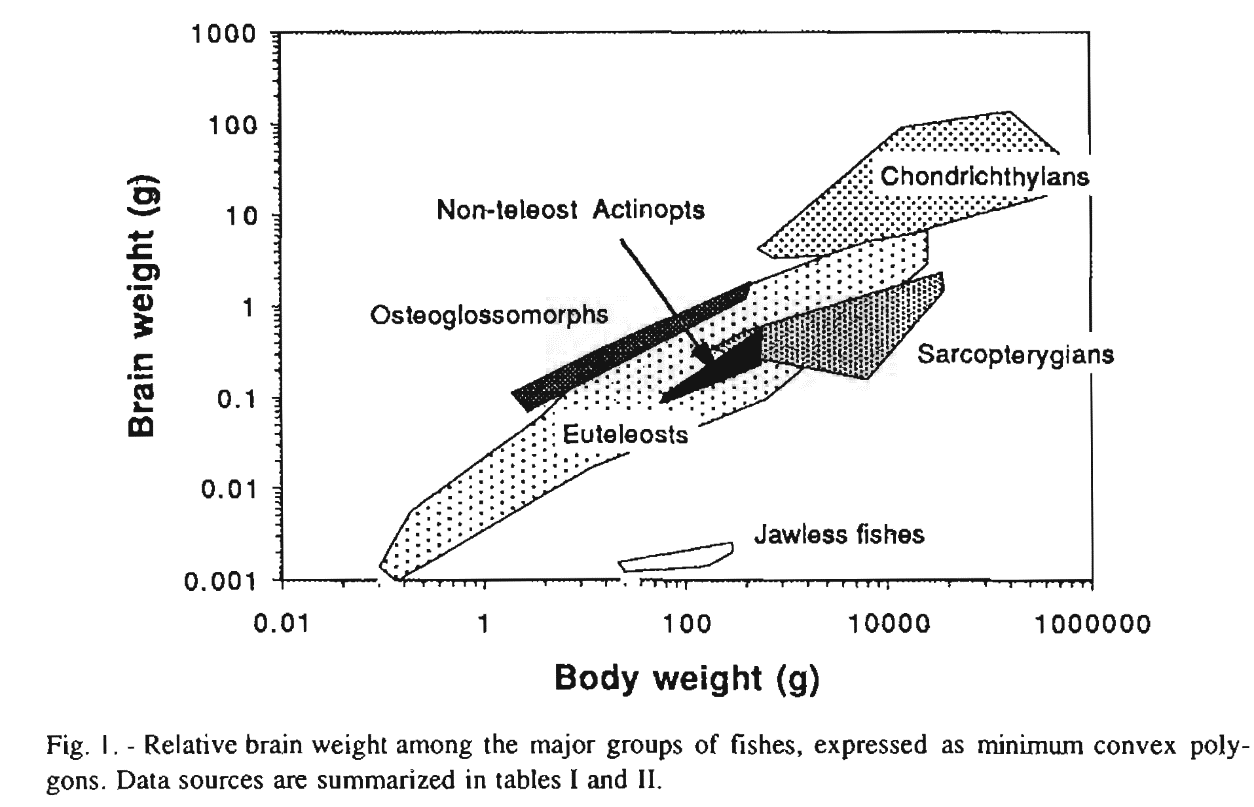 1000
100
10
1
0.1
0.01
0.001
Brain weight (g)
Chondrichthyans
Non-teleost Actinopts
Osteoglossomorphs
Sarcopterygians
Euteleosts
Jawless fishes
0.01
1
100
10000
1000000
Body weight (g)
Fig. 1. - Relative brain weight among the major groups of fishes, expressed as minimum convex poly-
gons. Data sources are summarized in tables I and II.